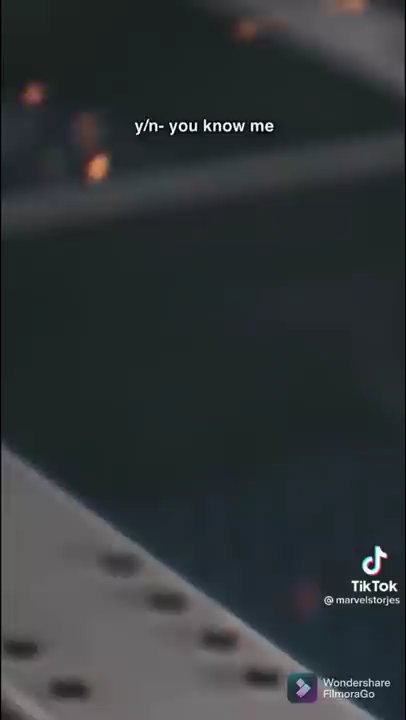 y/n- you know me
TikTok
@ marvelstorjes
Wondershare
FilmoraGo